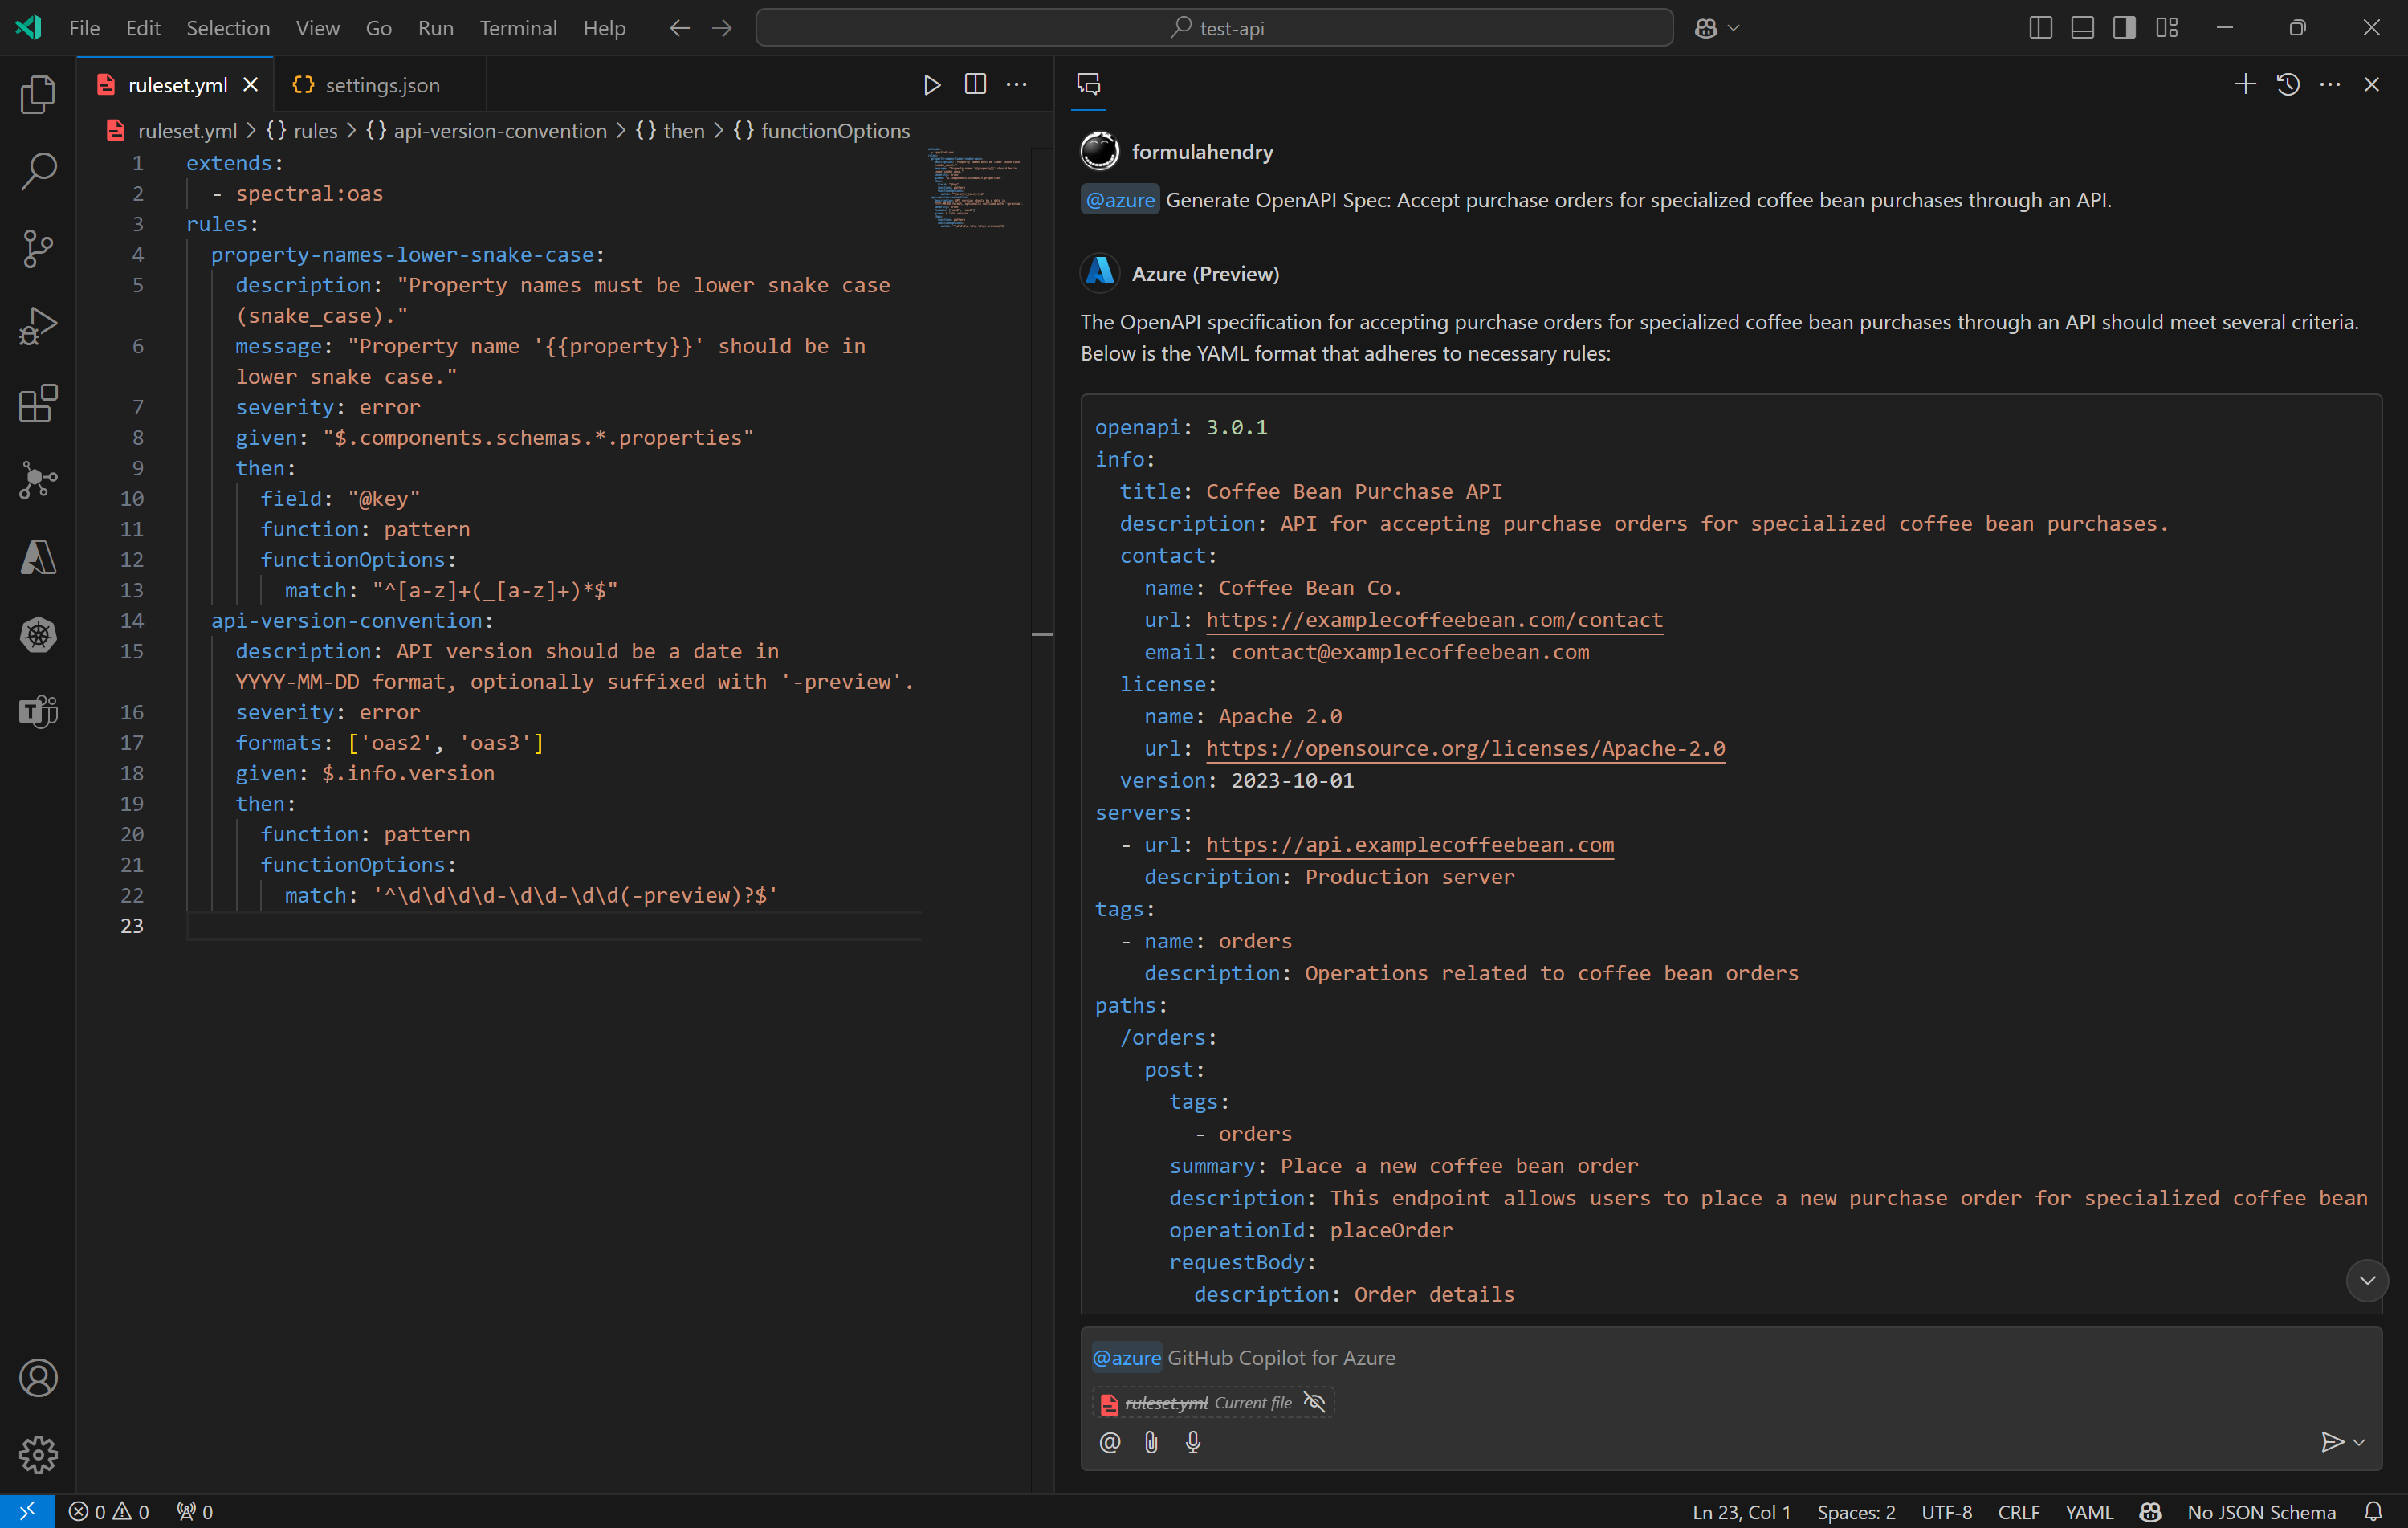 File Edit Selection View Go Run Terminal Help
test-api
ruleset.yml
settings.json
ruleset.yml > {} rules > {} api-version-convention > {} then > {} functionOptions
1 extends:
2   - spectral:oas
3 rules:
4   property-names-lower-snake-case:
5     description: "Property names must be lower snake case
(snake_case)."
6     message: "Property name '{{property}}' should be in
lower snake case."
7     severity: error
8     given: "$.components.schemas.*.properties"
9     then:
10       field: "@key"
11       function: pattern
12       functionOptions:
13         match: "^[a-z]+(_[a-z]+)*$"
14   api-version-convention:
15     description: API version should be a date in
YYYY-MM-DD format, optionally suffixed with '-preview'.
16     severity: error
17     formats: ['oas2', 'oas3']
18     given: $.info.version
19     then:
20       function: pattern
21       functionOptions:
22         match: '^\d\d\d\d-\d\d-\d\d(-preview)?$'
23
formulahendry
@azure Generate OpenAPI Spec: Accept purchase orders for specialized coffee bean purchases through an API.
Azure (Preview)
The OpenAPI specification for accepting purchase orders for specialized coffee bean purchases through an API should meet several criteria.
Below is the YAML format that adheres to necessary rules:
openapi: 3.0.1
info:
  title: Coffee Bean Purchase API
  description: API for accepting purchase orders for specialized coffee bean purchases.
  contact:
    name: Coffee Bean Co.
    url: https://examplecoffeebean.com/contact
    email: contact@examplecoffeebean.com
  license:
    name: Apache 2.0
    url: https://opensource.org/licenses/Apache-2.0
  version: 2023-10-01
servers:
  - url: https://api.examplecoffeebean.com
    description: Production server
tags:
  - name: orders
    description: Operations related to coffee bean orders
paths:
  /orders:
    post:
      tags:
        - orders
      summary: Place a new coffee bean order
      description: This endpoint allows users to place a new purchase order for specialized coffee bean
      operationId: placeOrder
      requestBody:
        description: Order details
@azure GitHub Copilot for Azure
ruleset.yml Current file
0 0 0
Ln 23, Col 1 Spaces: 2 UTF-8 CRLF YAML No JSON Schema